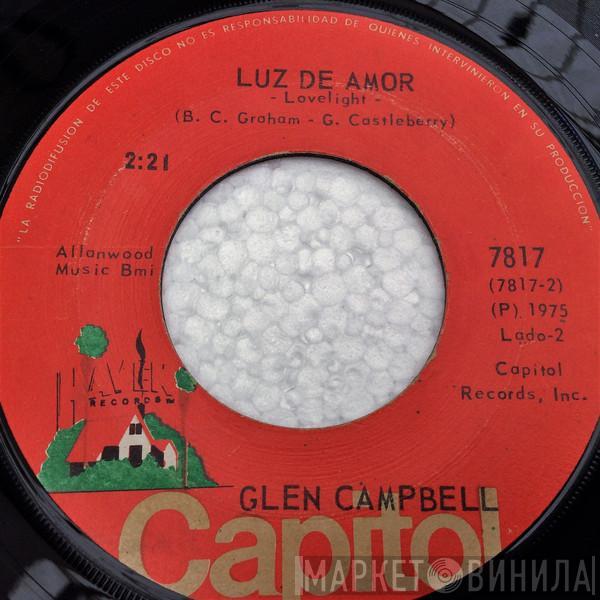 "LA RADIODIFUSION DE ESTE DISCO NO ES RESPONSABILIDAD DE QUIENES INTERVINIERON EN SU PRODUCCION"
LUZ DE AMOR
- Lovelight -
(B. C. Graham - G. Castleberry)
2:21
Allanwood
Music Bmi
7817
(7817-2)
(P) 1975
Lado-2
Capitol
Records, Inc.
RECORDS
GLEN CAMPBELL
Capitol
МАРКЕТ ВИНИЛА